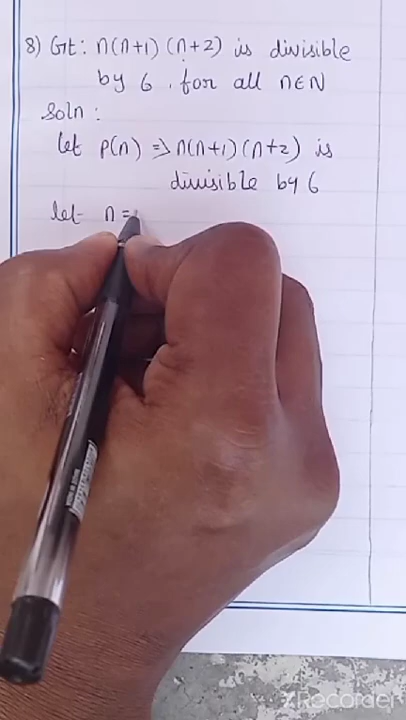 8) Gt: n(n+1)(n+2) is divisible
by 6, for all n∈N
Soln:
let p(n) => n(n+1)(n+2) is
divisible by 6
let n =
XRecorder